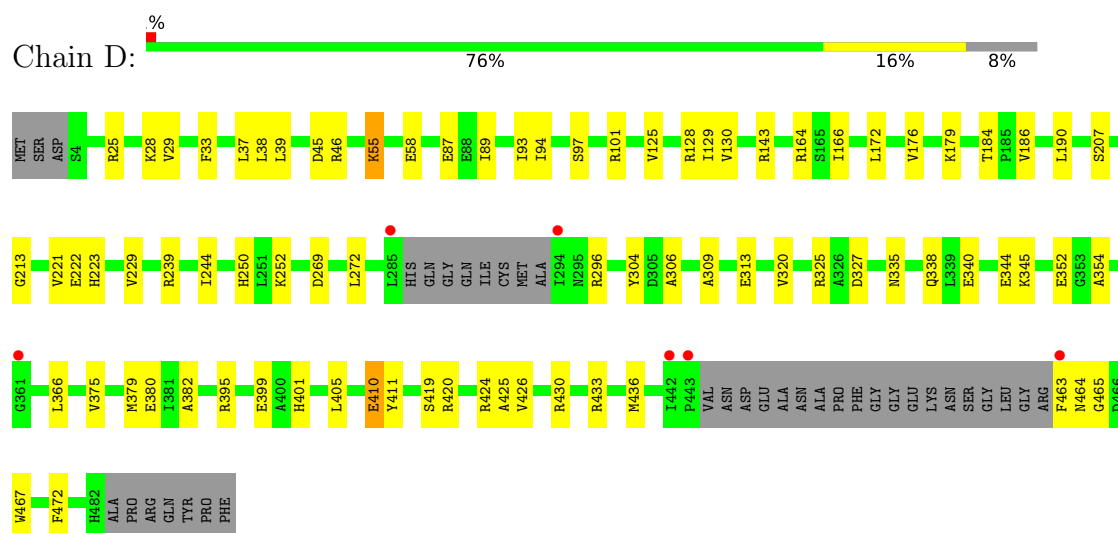 .%
Chain D:
76% 16% 8%
MET SER ASP S4 R25 K28 V29 F33 L37 L38 L39 D45 R46 K55 E58 E87 E88 I89 I93 I94 S97 R101 V125 R128 I129 V130 R143 R164 S165 I166 L172 V176 K179 T184 P185 V186 L190 S207
G213 V221 E222 H223 V229 R239 I244 H250 L251 K252 D269 L272 L285 HIS GLN GLY GLN ILE CYS MET ALA I294 N295 R296 Y304 D305 A306 A309 E313 V320 R325 A326 D327 N335 Q338 L339 E340 E344 K345 E352 G353 A354
G361 L366 V375 M379 E380 I381 A382 R395 E399 A400 H401 L405 E410 Y411 S419 R420 R424 A425 V426 R430 R433 M436 I442 P443 VAL ASN ASP GLU ALA ASN ALA PRO PHE GLY GLY GLU LYS ASN SER GLY LEU GLY ARG F463 N464 G465 D466
W467 F472 H482 ALA PRO ARG GLN TYR PRO PHE